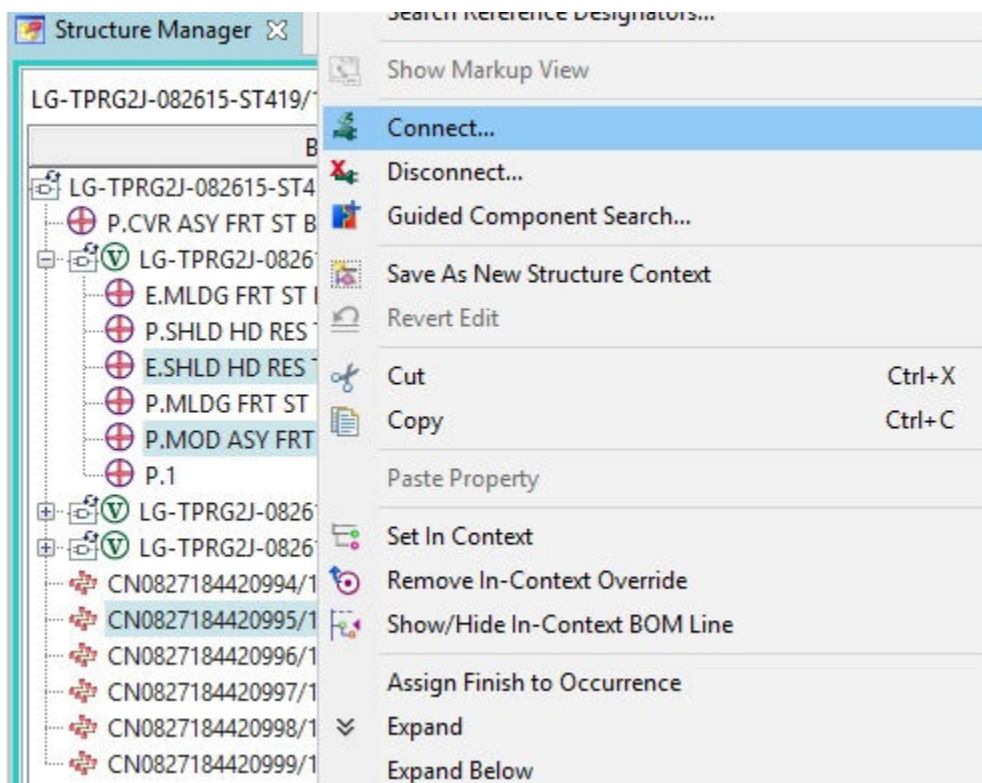 Structure Manager
LG-TPRG2J-082615-ST419/
B
LG-TPRG2J-082615-ST4
P.CVR ASY FRT ST B
LG-TPRG2J-0826
E.MLDG FRT ST
P.SHLD HD RES
E.SHLD HD RES
P.MLDG FRT ST
P.MOD ASY FRT
P.1
LG-TPRG2J-0826
LG-TPRG2J-0826
CN0827184420994/1
CN0827184420995/1
CN0827184420996/1
CN0827184420997/1
CN0827184420998/1
CN0827184420999/1
Search Reference Designators...
Show Markup View
Connect...
Disconnect...
Guided Component Search...
Save As New Structure Context
Revert Edit
Cut Ctrl+X
Copy Ctrl+C
Paste Property
Set In Context
Remove In-Context Override
Show/Hide In-Context BOM Line
Assign Finish to Occurrence
Expand
Expand Below